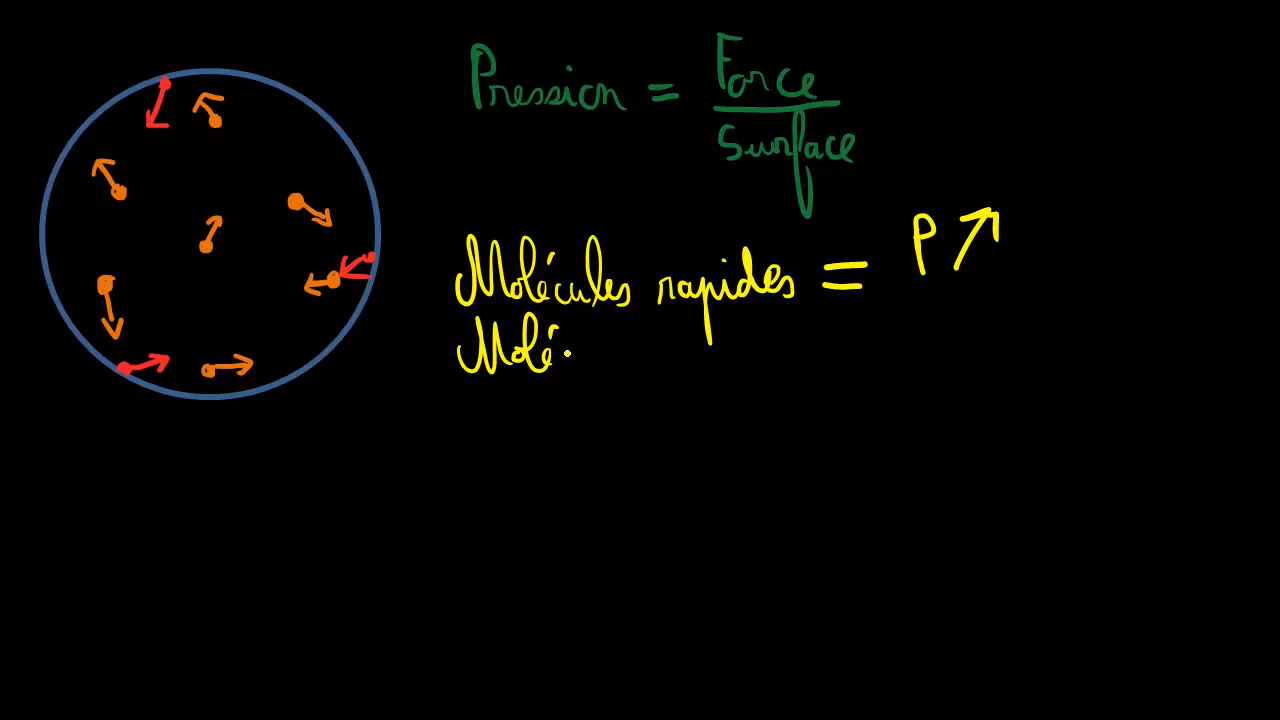 Pression = Force
surface
Molécules rapides = P ↗
Molé